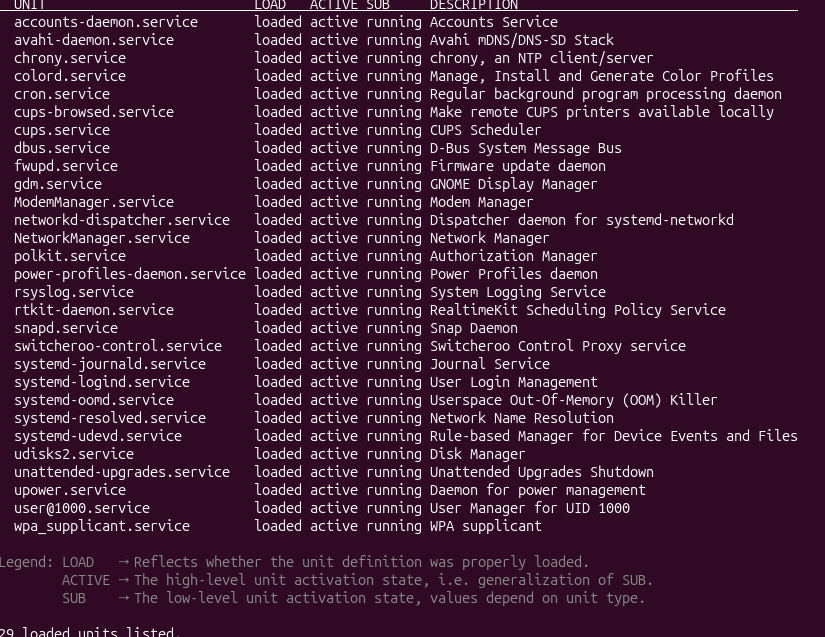 UNIT LOAD ACTIVE SUB DESCRIPTION
accounts-daemon.service loaded active running Accounts Service
avahi-daemon.service loaded active running Avahi mDNS/DNS-SD Stack
chrony.service loaded active running chrony, an NTP client/server
colord.service loaded active running Manage, Install and Generate Color Profiles
cron.service loaded active running Regular background program processing daemon
cups-browsed.service loaded active running Make remote CUPS printers available locally
cups.service loaded active running CUPS Scheduler
dbus.service loaded active running D-Bus System Message Bus
fwupd.service loaded active running Firmware update daemon
gdm.service loaded active running GNOME Display Manager
ModemManager.service loaded active running Modem Manager
networkd-dispatcher.service loaded active running Dispatcher daemon for systemd-networkd
NetworkManager.service loaded active running Network Manager
polkit.service loaded active running Authorization Manager
power-profiles-daemon.service loaded active running Power Profiles daemon
rsyslog.service loaded active running System Logging Service
rtkit-daemon.service loaded active running RealtimeKit Scheduling Policy Service
snapd.service loaded active running Snap Daemon
switcheroo-control.service loaded active running Switcheroo Control Proxy service
systemd-journald.service loaded active running Journal Service
systemd-logind.service loaded active running User Login Management
systemd-oomd.service loaded active running Userspace Out-Of-Memory (OOM) Killer
systemd-resolved.service loaded active running Network Name Resolution
systemd-udevd.service loaded active running Rule-based Manager for Device Events and Files
udisks2.service loaded active running Disk Manager
unattended-upgrades.service loaded active running Unattended Upgrades Shutdown
upower.service loaded active running Daemon for power management
user@1000.service loaded active running User Manager for UID 1000
wpa_supplicant.service loaded active running WPA supplicant
Legend: LOAD → Reflects whether the unit definition was properly loaded.
ACTIVE → The high-level unit activation state, i.e. generalization of SUB.
SUB → The low-level unit activation state, values depend on unit type.
29 loaded units listed.